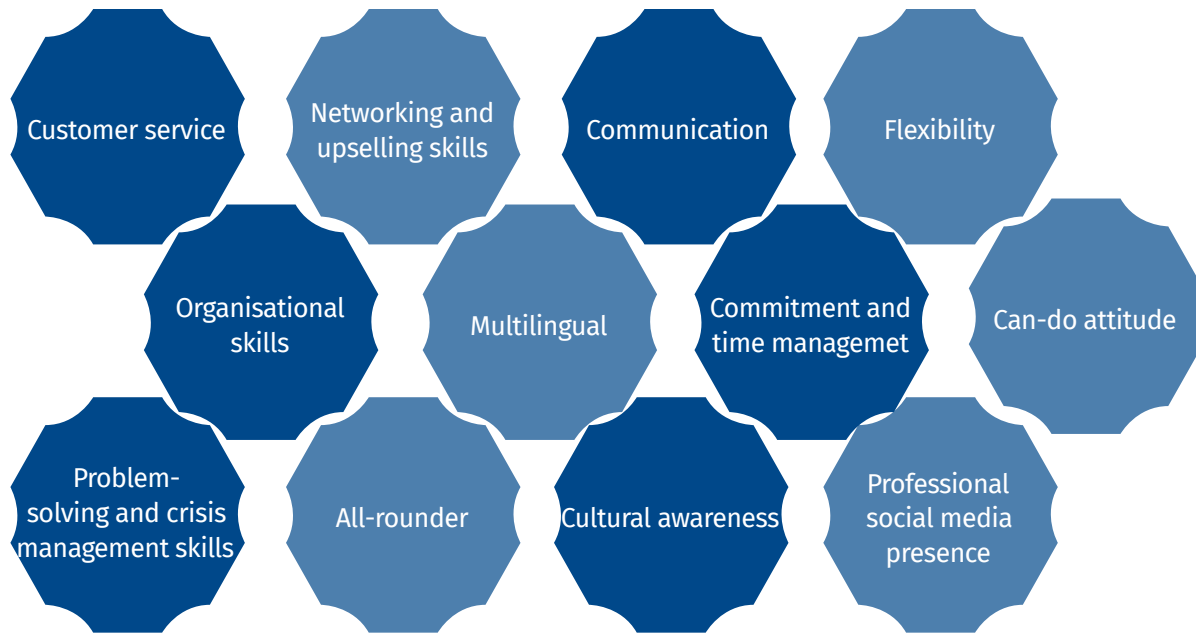 Customer service
Networking and
upselling skills
Communication
Flexibility
Organisational
skills
Multilingual
Commitment and
time managemet
Can-do attitude
Problem-
solving and crisis
management skills
All-rounder
Cultural awareness
Professional
social media
presence